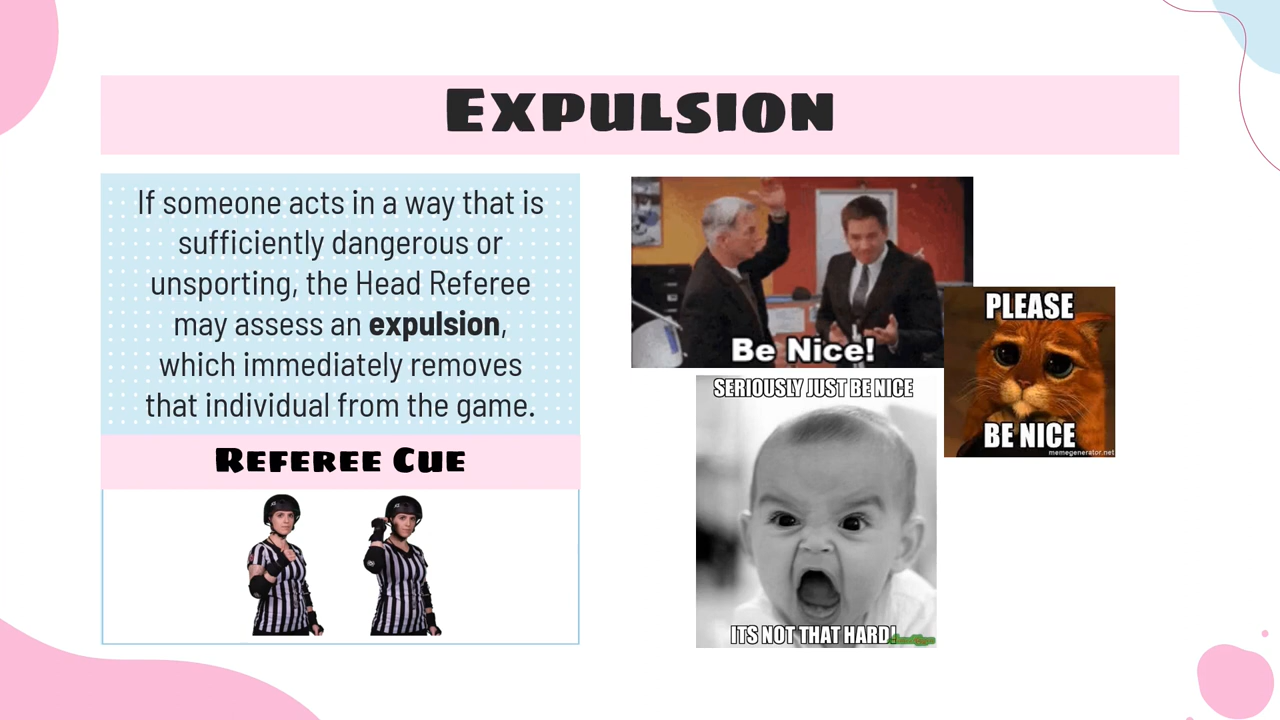 Expulsion
If someone acts in a way that is
sufficiently dangerous or
unsporting, the Head Referee
may assess an expulsion,
which immediately removes
that individual from the game.
Referee Cue
Be Nice!
PLEASE
BE NICE
memegenerator.net
SERIOUSLY JUST BE NICE
ITS NOT THAT HARD!